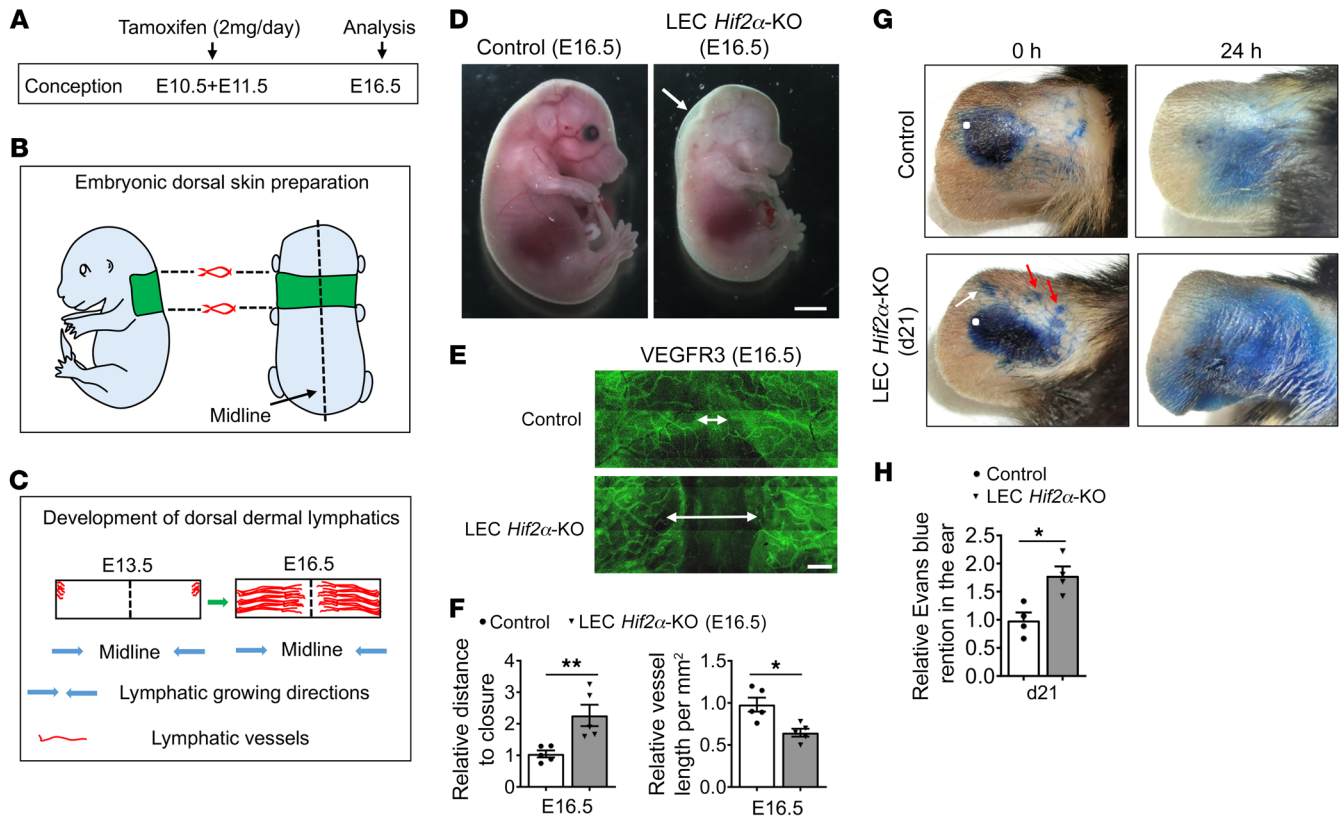 A
Tamoxifen (2mg/day)
Analysis
Conception
E10.5+E11.5
E16.5
B
Embryonic dorsal skin preparation
Midline
C
Development of dorsal dermal lymphatics
E13.5
E16.5
Midline
Midline
Lymphatic growing directions
Lymphatic vessels
D
Control (E16.5)
LEC Hif2α-KO
(E16.5)
E
VEGFR3 (E16.5)
Control
LEC Hif2α-KO
F
Control
LEC Hif2α-KO (E16.5)
Relative distance
to closure
4
3
2
1
0
**
E16.5
Relative vessel
length per mm²
1.5
1.0
0.5
0.0
*
E16.5
G
0 h
24 h
Control
LEC Hif2α-KO
(d21)
H
Control
LEC Hif2α-KO
Relative Evans blue
rention in the ear
2.5
2.0
1.5
1.0
0.5
0.0
*
d21